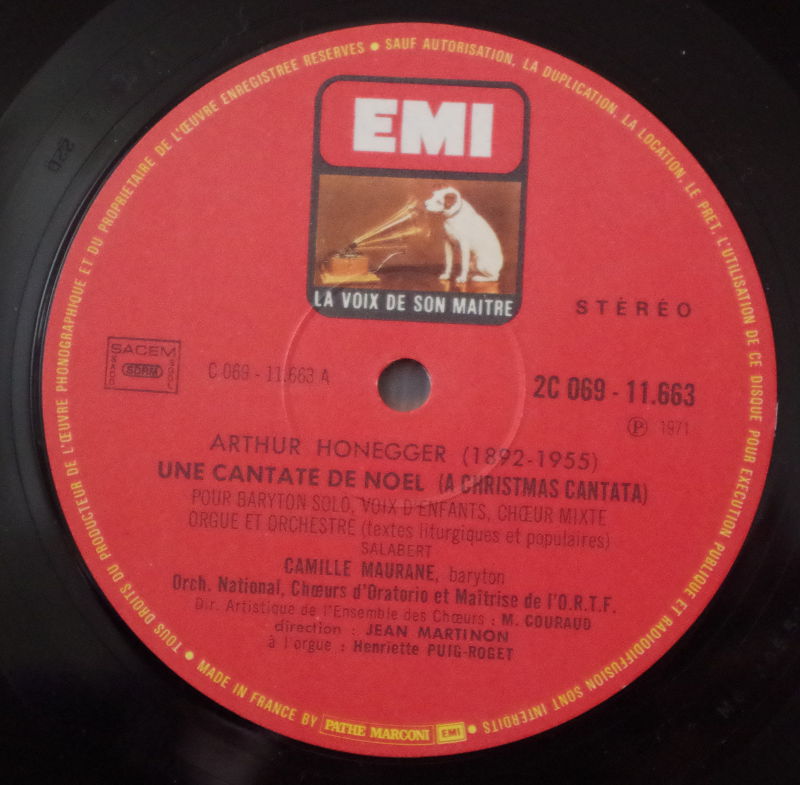 TOUS DROITS DU PRODUCTEUR DE L'ŒUVRE PHONOGRAPHIQUE ET DU PROPRIETAIRE DE L'ŒUVRE ENREGISTREE RESERVES • SAUF AUTORISATION, LA DUPLICATION, LA LOCATION, LE PRET, L'UTILISATION DE CE DISQUE POUR EXECUTION PUBLIQUE ET RADIODIFFUSION SONT INTERDITS
EMI
LA VOIX DE SON MAITRE
STÉRÉO
SACEM
SACD
SDRM
SGDL
C 069 - 11.663 A
2C 069 - 11.663
Ⓟ 1971
ARTHUR HONEGGER (1892-1955)
UNE CANTATE DE NOEL (A CHRISTMAS CANTATA)
POUR BARYTON SOLO, VOIX D'ENFANTS, CHŒUR MIXTE
ORGUE ET ORCHESTRE (textes liturgiques et populaires)
SALABERT
CAMILLE MAURANE, baryton
Orch. National, Chœurs d'Oratorio et Maîtrise de l'O.R.T.F.
Dir. Artistique de l'Ensemble des Chœurs : M. COURAUD
direction : JEAN MARTINON
à l'orgue : Henriette PUIG-ROGET
• MADE IN FRANCE BY PATHE MARCONI EMI •